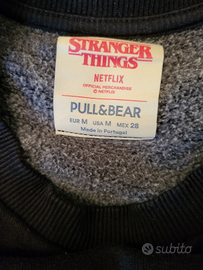 STRANGER
THINGS
NETFLIX
OFFICIAL MERCHANDISE
© NETFLIX
PULL&BEAR
EUR M USA M MEX 28
Made in Portugal
subito